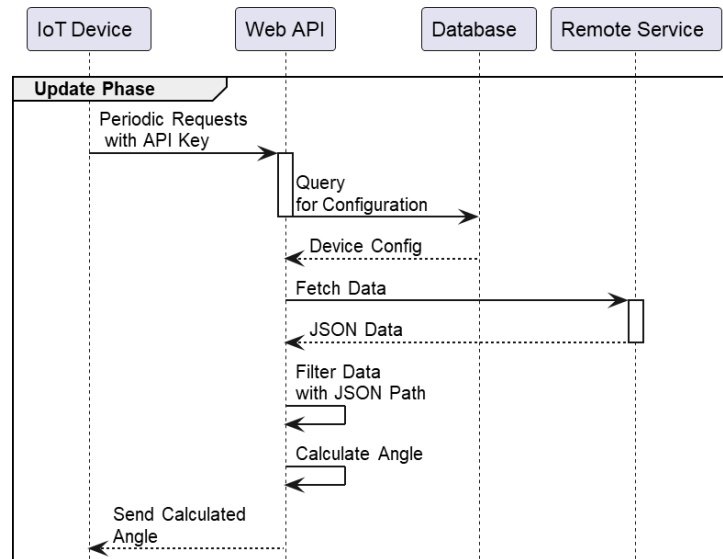 IoT Device
Web API
Database
Remote Service
Update Phase
Periodic Requests
with API Key
Query
for Configuration
Device Config
Fetch Data
JSON Data
Filter Data
with JSON Path
Calculate Angle
Send Calculated
Angle